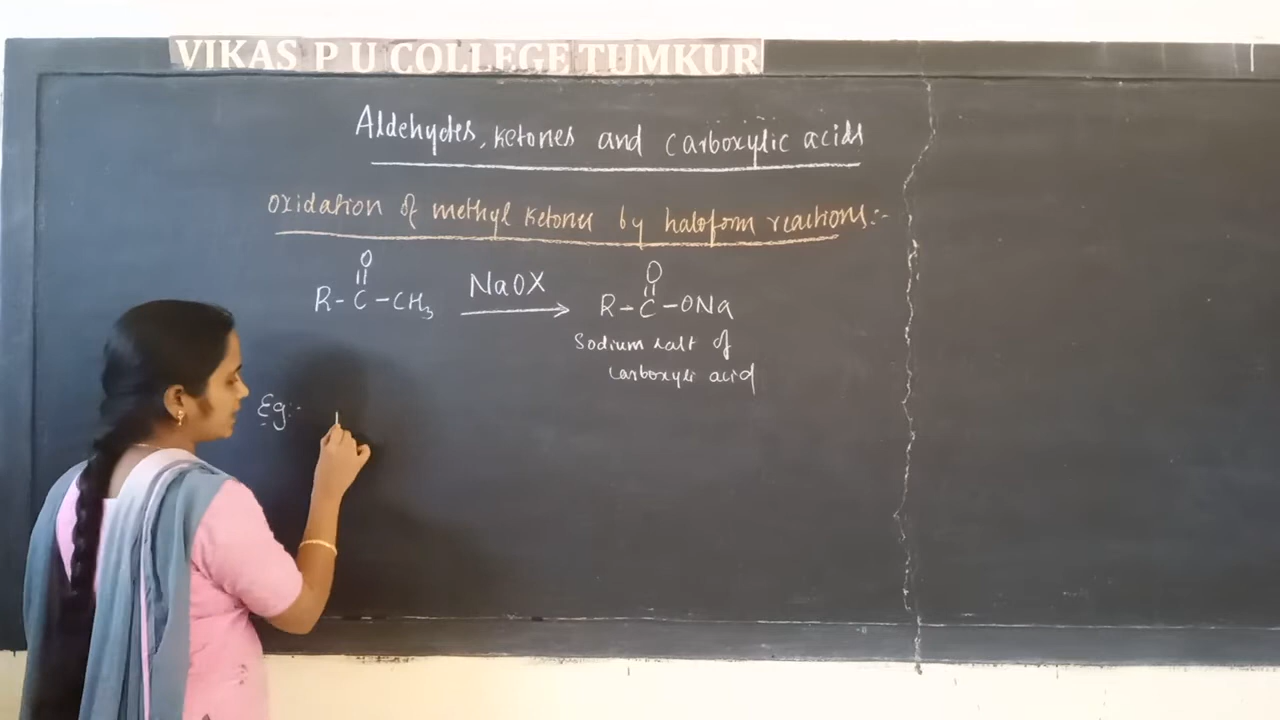 VIKAS P U COLLEGE TUMKUR
Aldehydes, ketones and carboxylic acids
Oxidation of methyl ketones by haloform reactions:-
O
||
R-C-CH₃
NaOX
O
||
R-C-ONa
Sodium salt of
Carboxylic acid
Eg:-